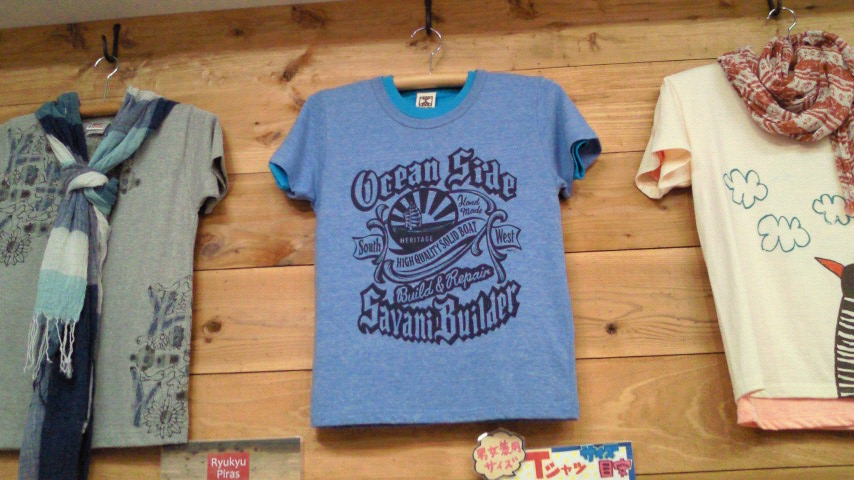 Ocean Side
Hand
Made
HERITAGE
South
West
HIGH QUALITY SOLID BOAT
Build & Repair
Savani Builder
Ryukyu
Piras
男女兼用
サイズ
Tシャツ
サイズ
目安